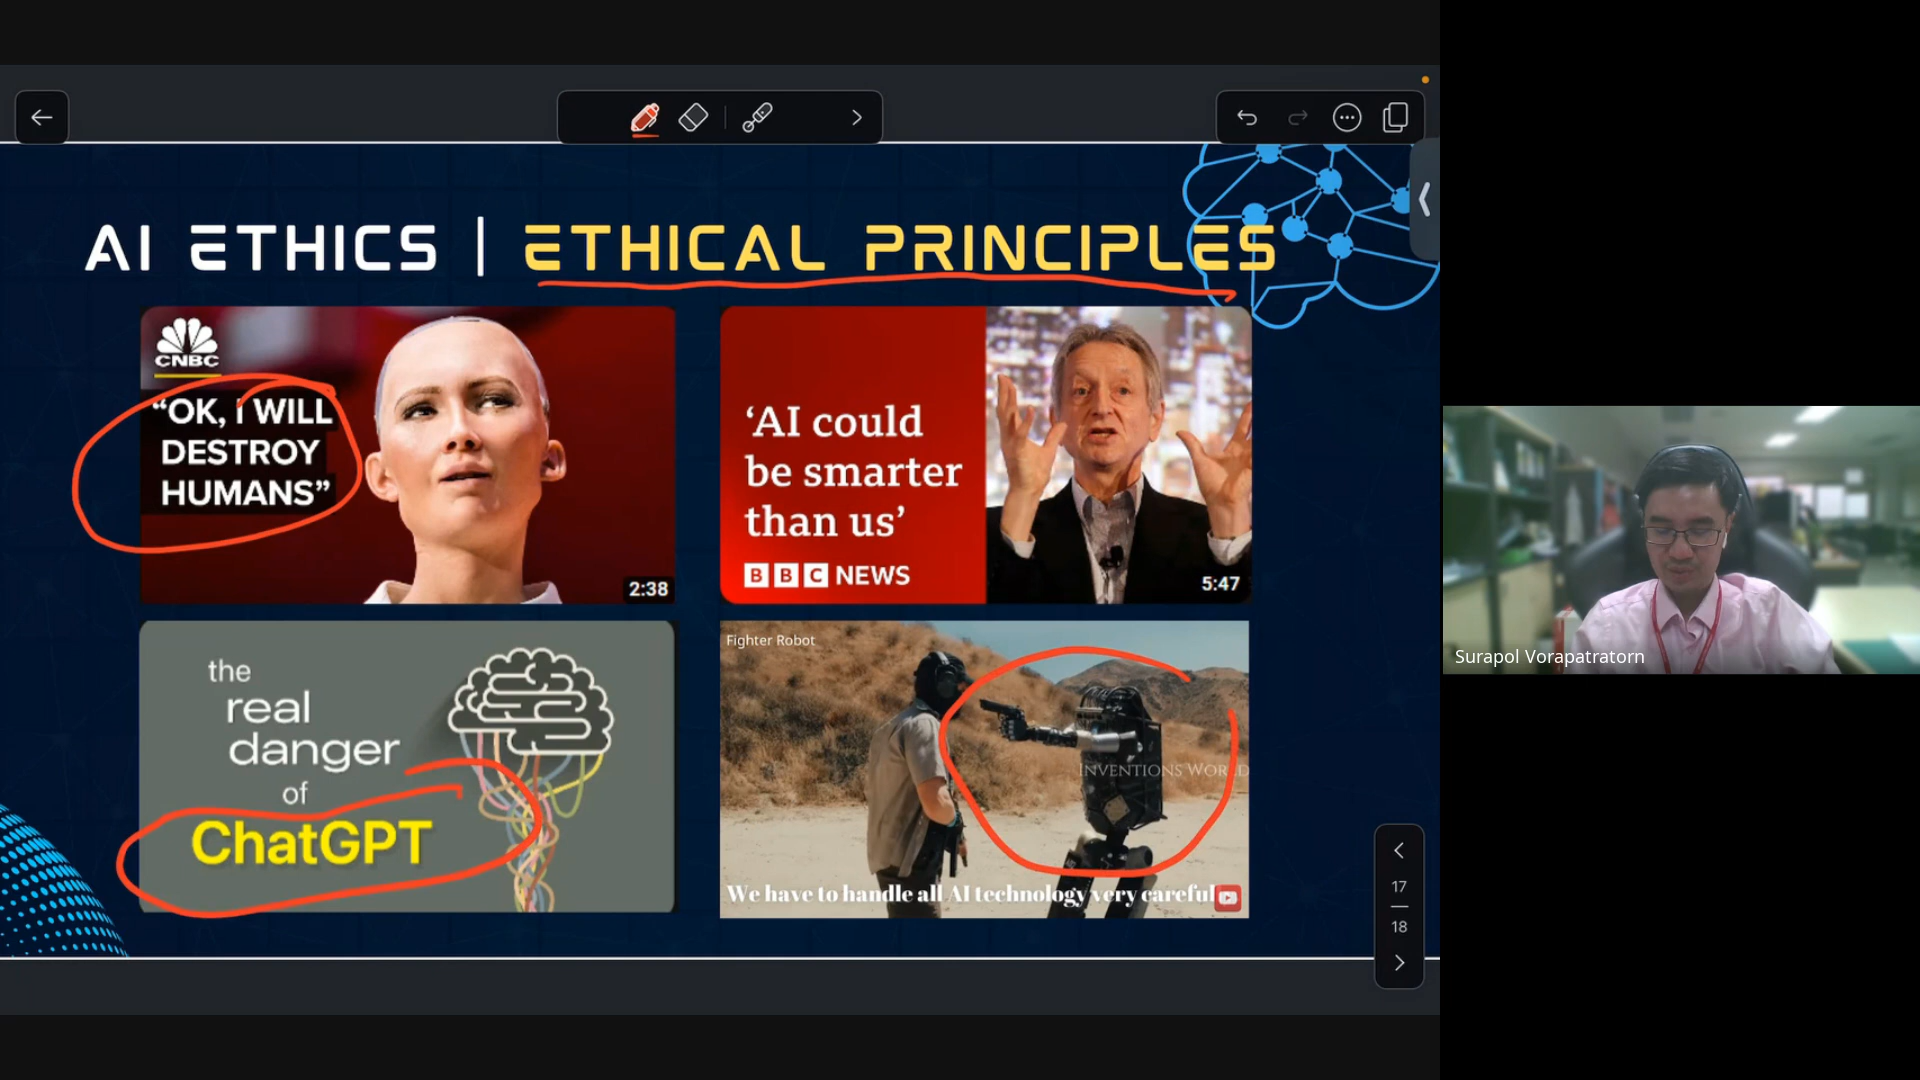 AI ETHICS | ETHICAL PRINCIPLES
CNBC
“OK, I WILL
DESTROY
HUMANS”
2:38
‘AI could
be smarter
than us’
BBC NEWS
5:47
the
real
danger
of
ChatGPT
Fighter Robot
INVENTIONS WORLD
We have to handle all AI technology very careful
17
18
Surapol Vorapatratorn